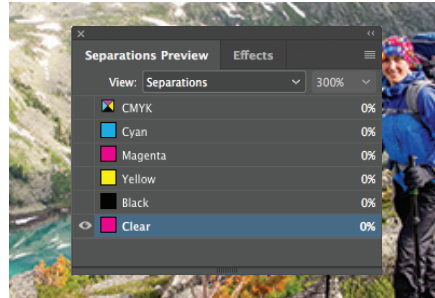 Separations Preview Effects
View: Separations 300%
CMYK 0%
Cyan 0%
Magenta 0%
Yellow 0%
Black 0%
Clear 0%